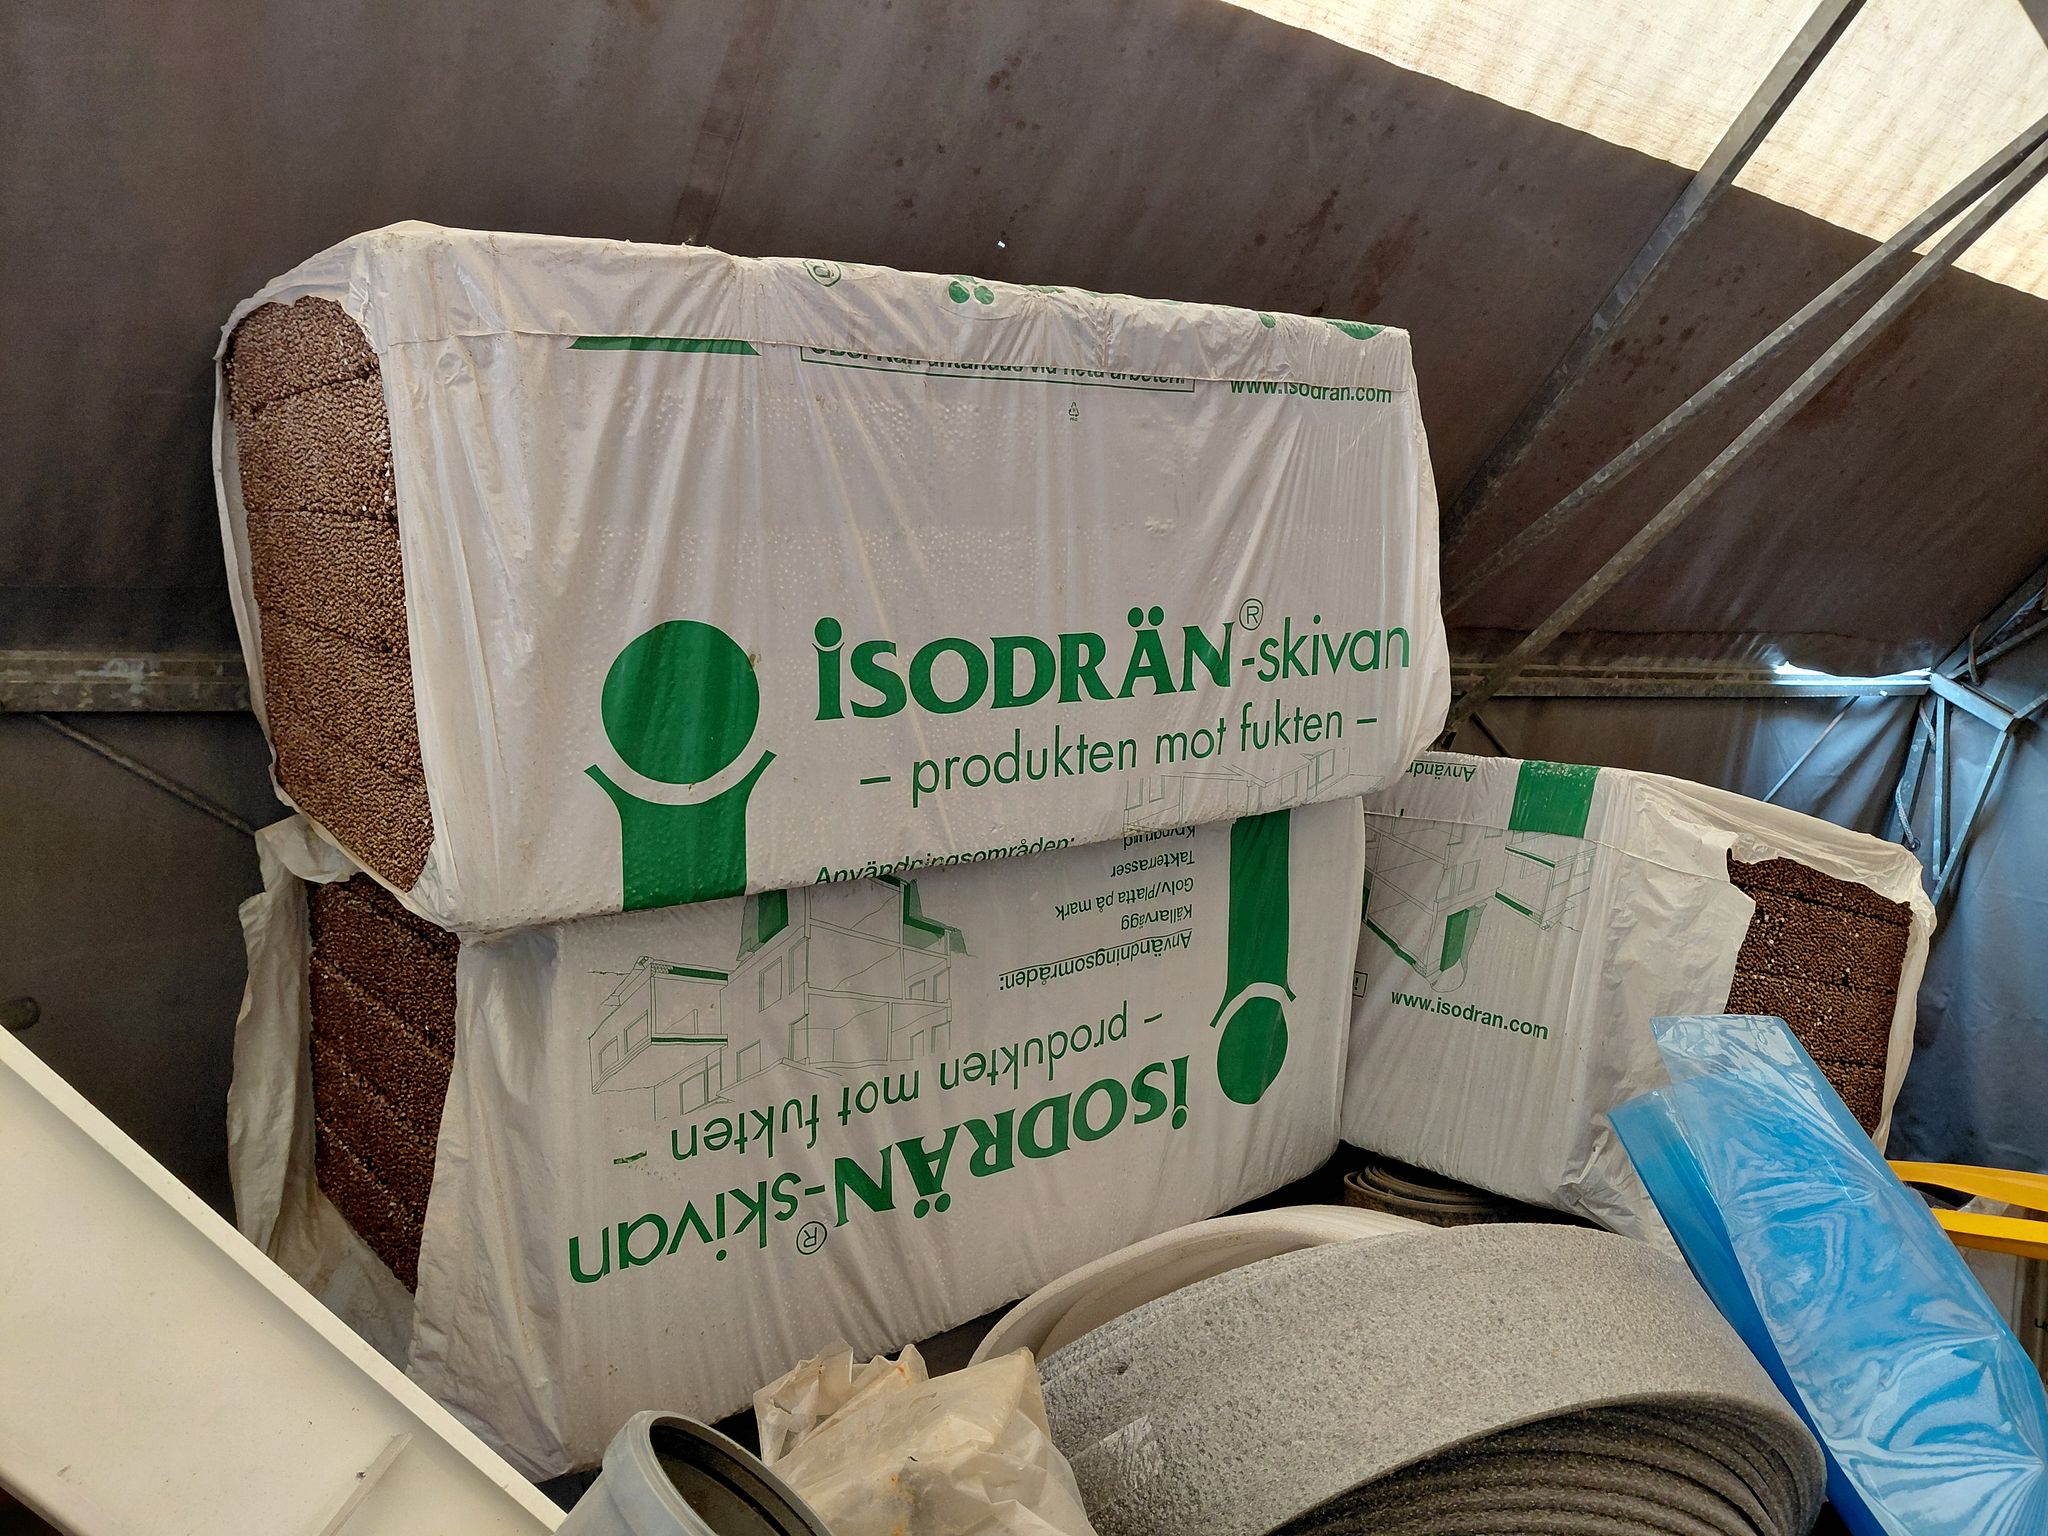 www.isodran.com
iSODRÄN®-skivan
– produkten mot fukten –
Användningsområden:
iSODRÄN®-skivan
– produkten mot fukten –
Användningsområden:
Källarvägg
Golv/Platta på mark
Takterrasser
Krypgrund
www.isodran.com